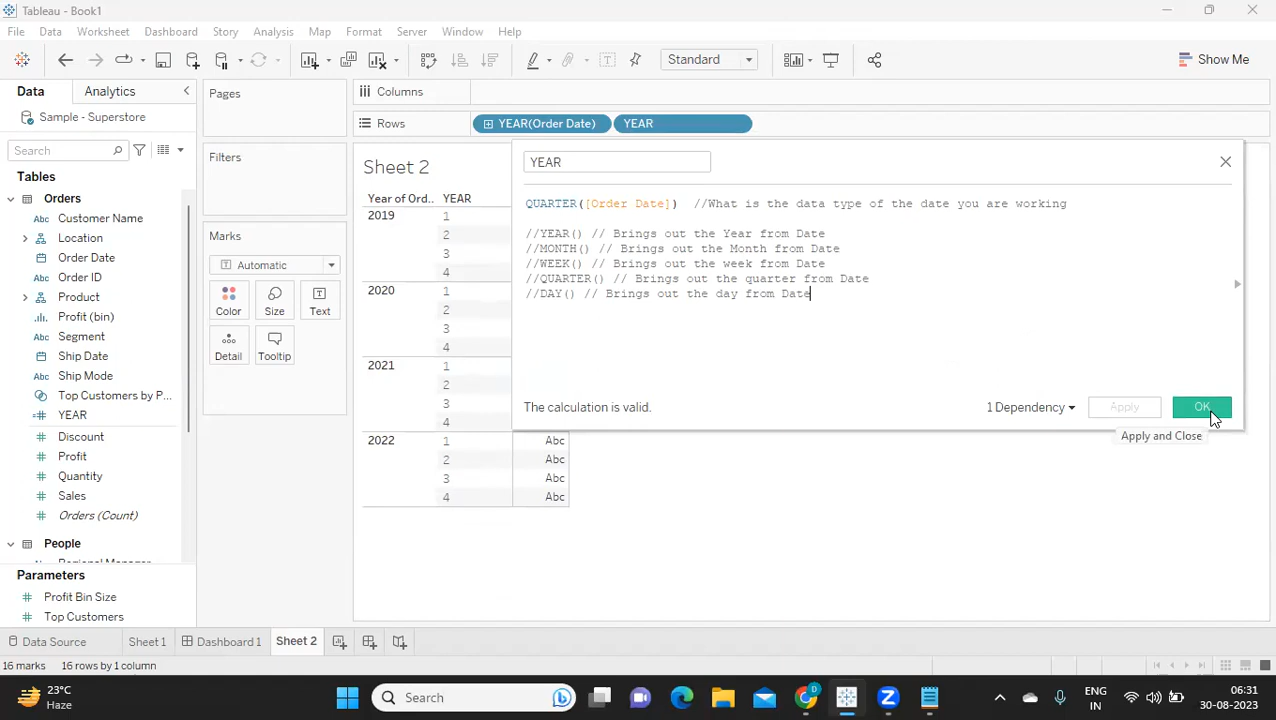 Tableau - Book1
File Data Worksheet Dashboard Story Analysis Map Format Server Window Help
Standard
Show Me
Data Analytics
Sample - Superstore
Search
Tables
Orders
Abc Customer Name
Location
Order Date
Abc Order ID
Product
Profit (bin)
Abc Segment
Ship Date
Abc Ship Mode
Top Customers by P...
YEAR
Discount
Profit
Quantity
Sales
Orders (Count)
People
Regional Manager
Parameters
Profit Bin Size
Top Customers
Pages
Filters
Marks
Automatic
Color Size Text
Detail Tooltip
Columns
Rows YEAR(Order Date) YEAR
Sheet 2
Year of Ord.. YEAR
2019 1
2
3
4
2020 1
2
3
4
2021 1
2
3
4
2022 1 Abc
2 Abc
3 Abc
4 Abc
YEAR
QUARTER([Order Date]) //What is the data type of the date you are working
//YEAR() // Brings out the Year from Date
//MONTH() // Brings out the Month from Date
//WEEK() // Brings out the week from Date
//QUARTER() // Brings out the quarter from Date
//DAY() // Brings out the day from Date
The calculation is valid.
1 Dependency
Apply
OK
Apply and Close
Data Source Sheet 1 Dashboard 1 Sheet 2
16 marks 16 rows by 1 column
23°C
Haze
Search
ENG
IN
06:31
30-08-2023